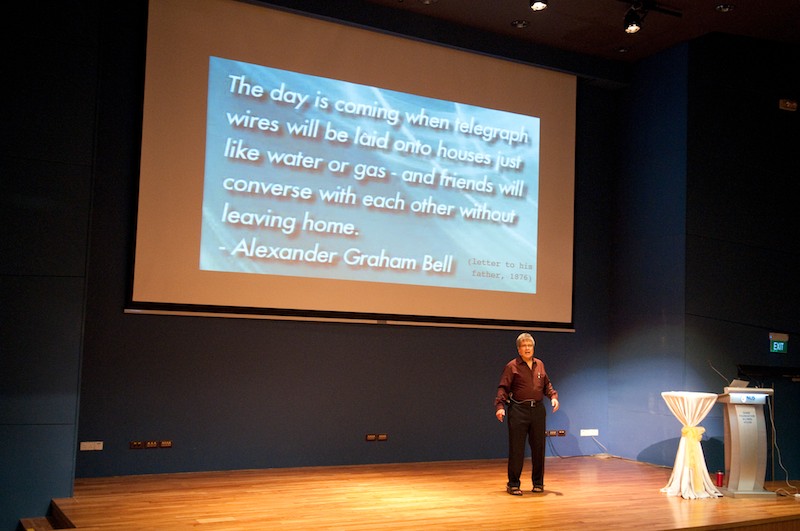 The day is coming when telegraph
wires will be laid onto houses just
like water or gas - and friends will
converse with each other without
leaving home.
- Alexander Graham Bell
(letter to his
father, 1876)
EXIT
NUS